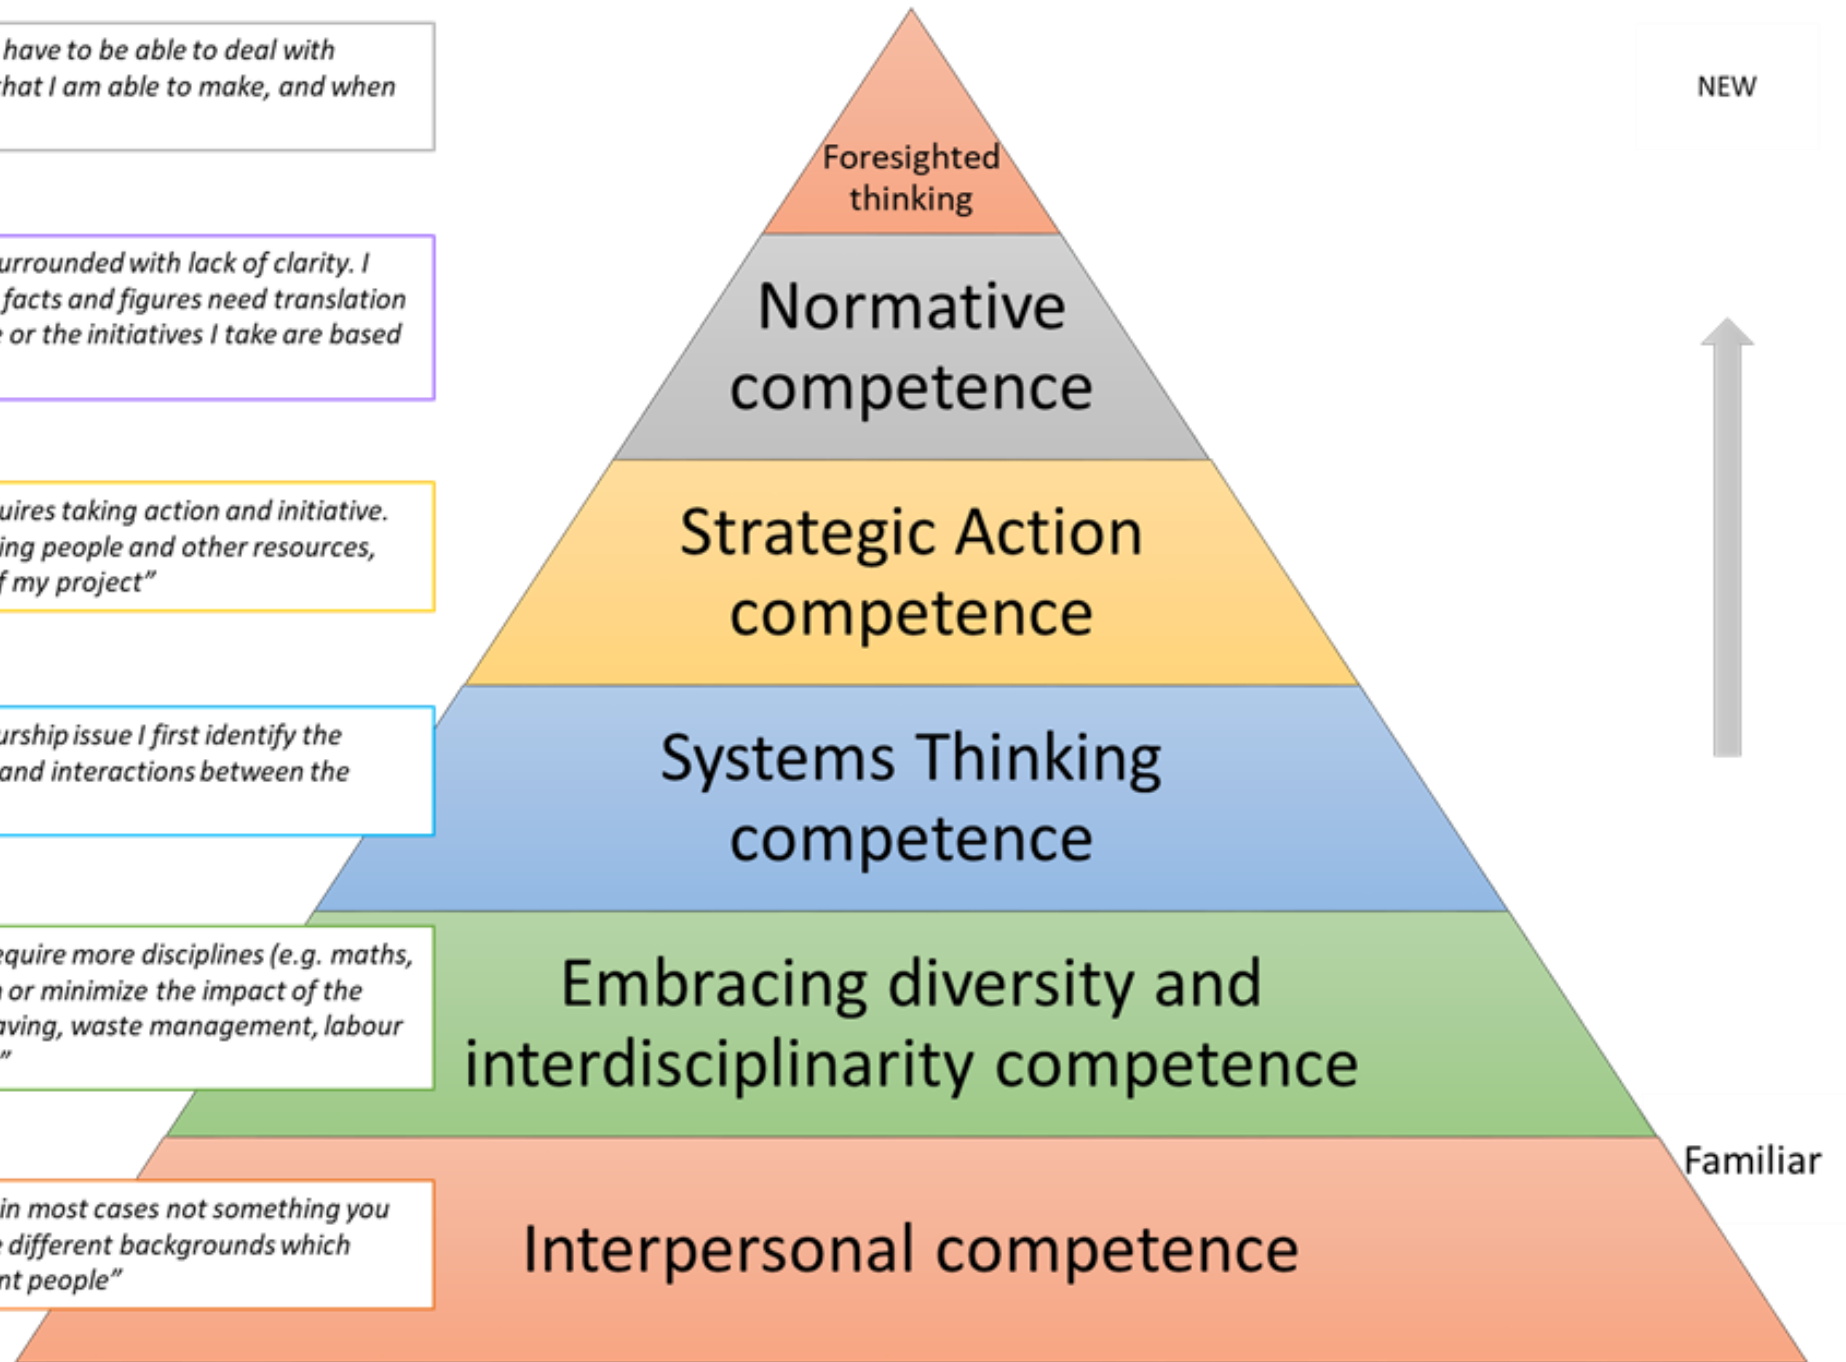 have to be able to deal with
that I am able to make, and when
NEW
Foresighted
thinking
surrounded with lack of clarity. I
facts and figures need translation
e or the initiatives I take are based
Normative
competence
quires taking action and initiative.
ing people and other resources,
f my project”
Strategic Action
competence
urship issue I first identify the
and interactions between the
Systems Thinking
competence
equire more disciplines (e.g. maths,
n or minimize the impact of the
aving, waste management, labour
”
Embracing diversity and
interdisciplinarity competence
Familiar
in most cases not something you
e different backgrounds which
nt people”
Interpersonal competence